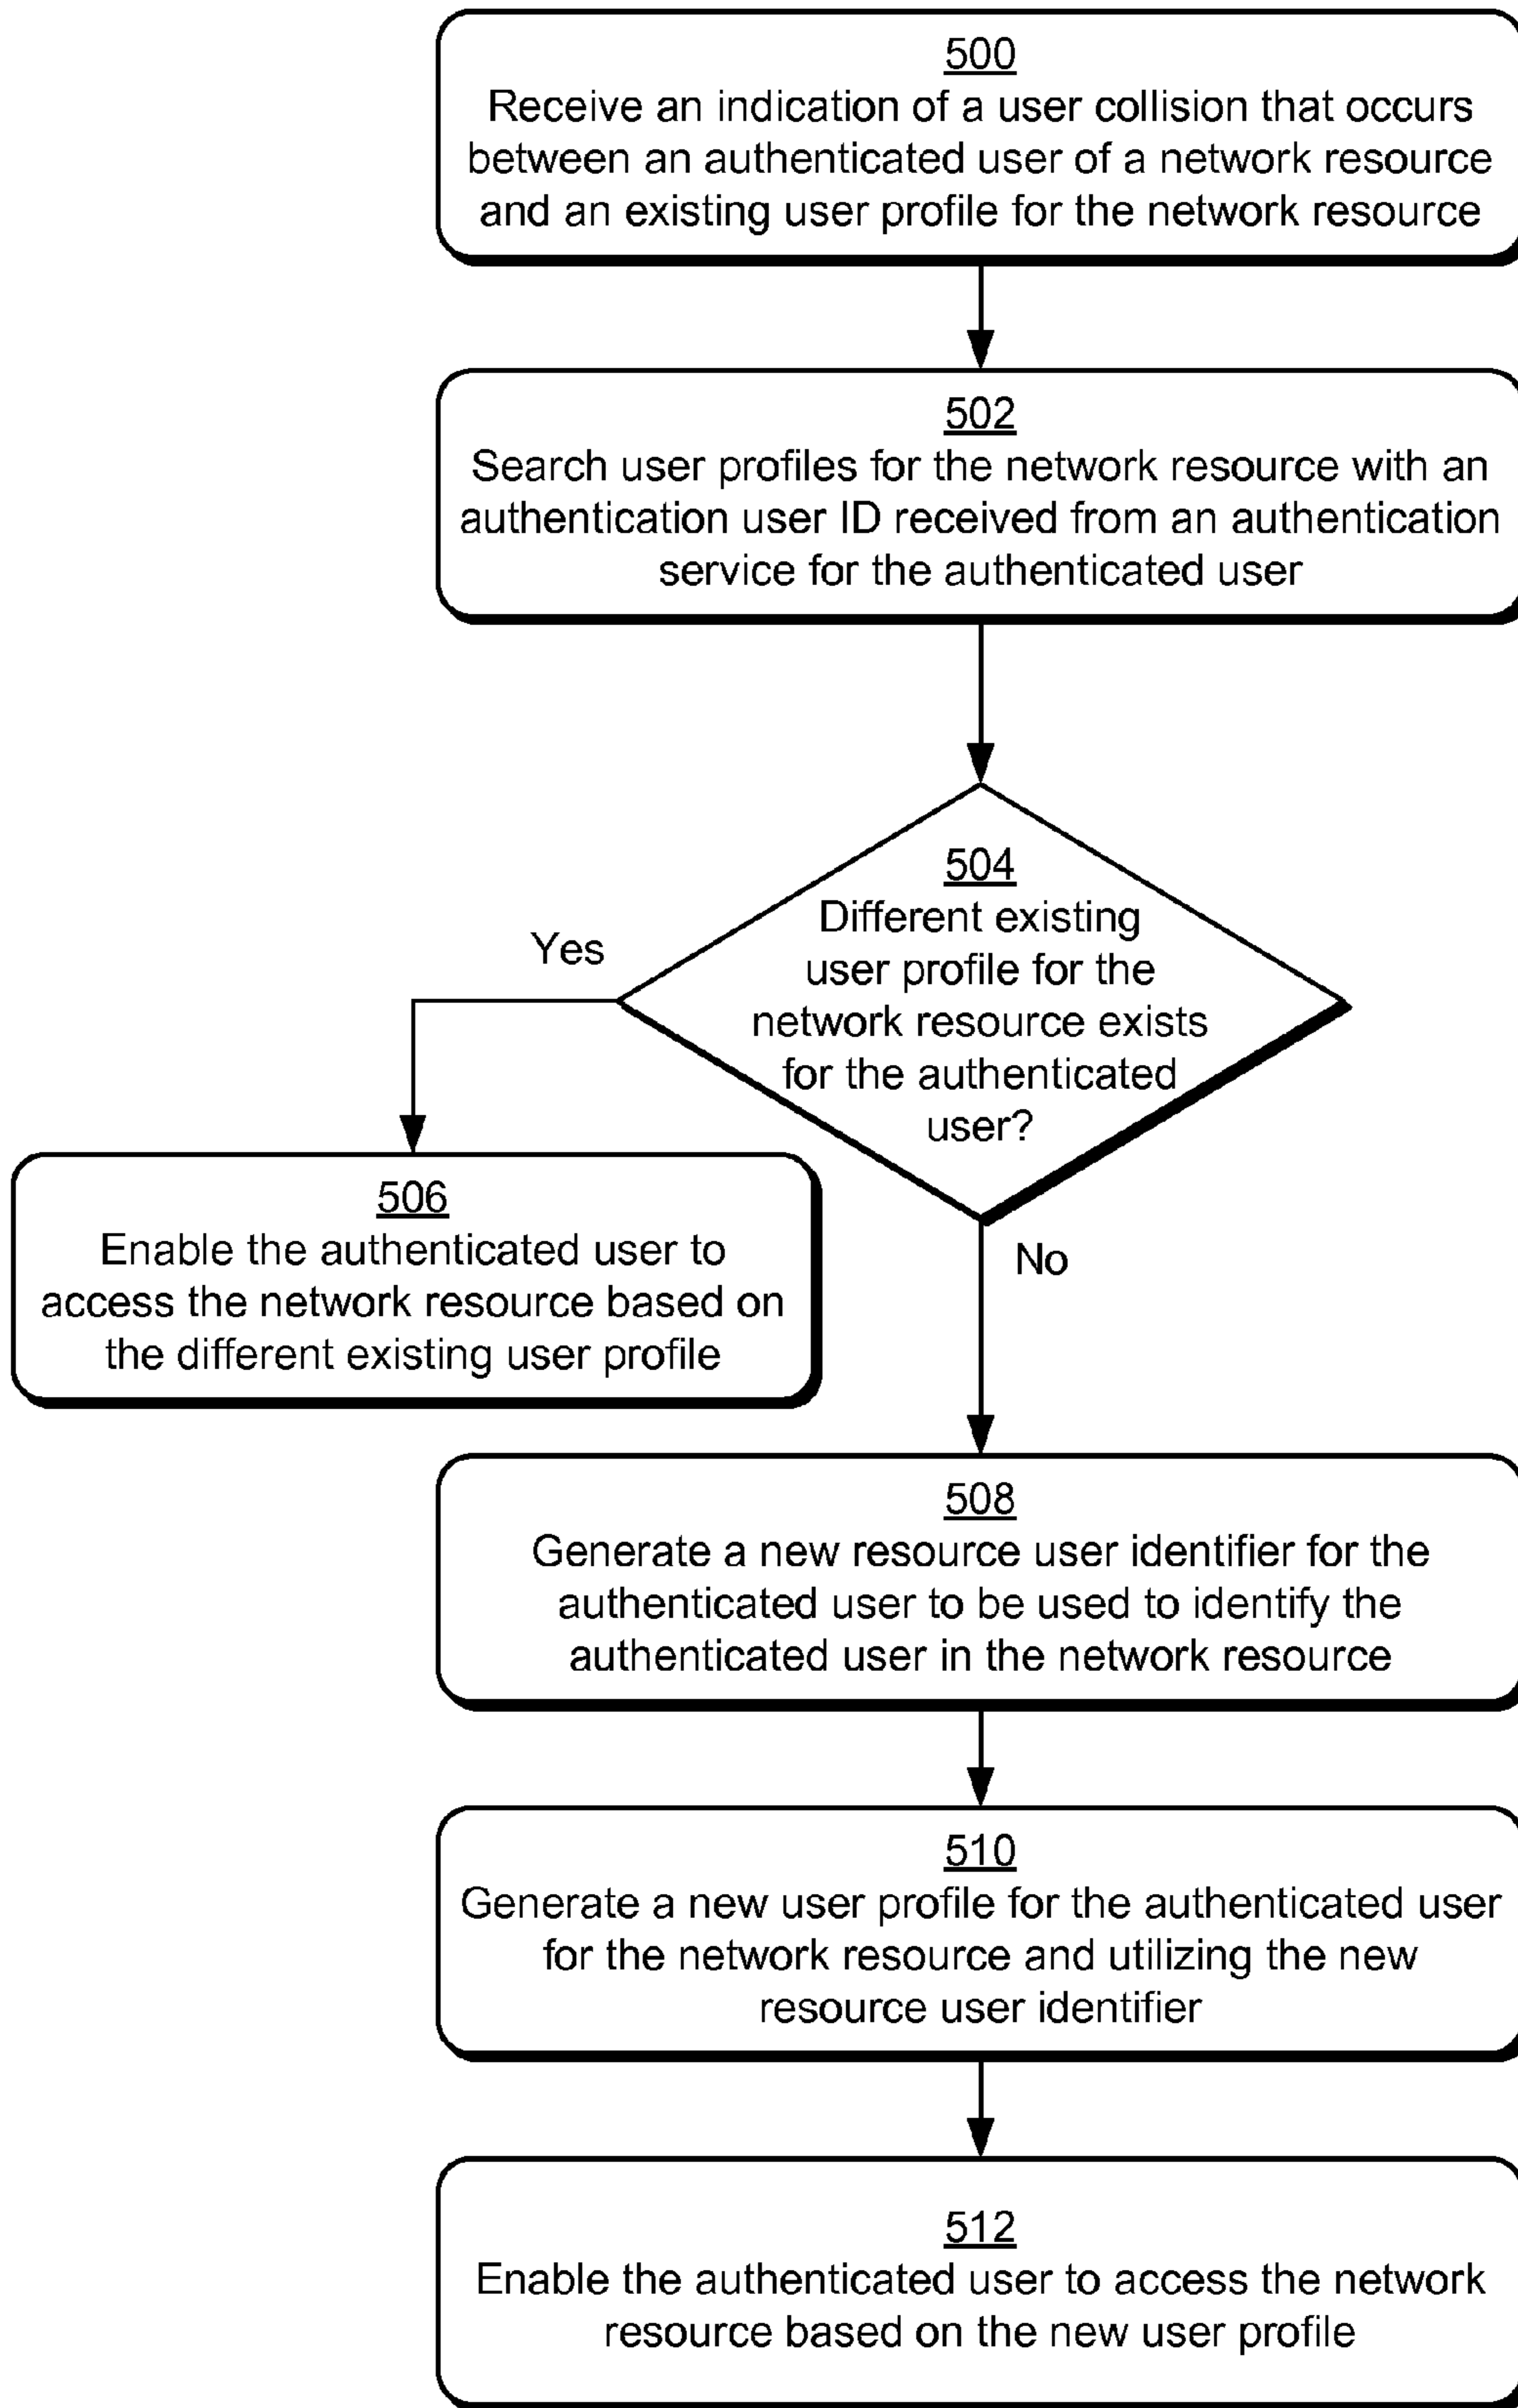 500
Receive an indication of a user collision that occurs
between an authenticated user of a network resource
and an existing user profile for the network resource
502
Search user profiles for the network resource with an
authentication user ID received from an authentication
service for the authenticated user
504
Different existing
user profile for the
network resource exists
for the authenticated
user?
Yes
506
Enable the authenticated user to
access the network resource based on
the different existing user profile
No
508
Generate a new resource user identifier for the
authenticated user to be used to identify the
authenticated user in the network resource
510
Generate a new user profile for the authenticated user
for the network resource and utilizing the new
resource user identifier
512
Enable the authenticated user to access the network
resource based on the new user profile